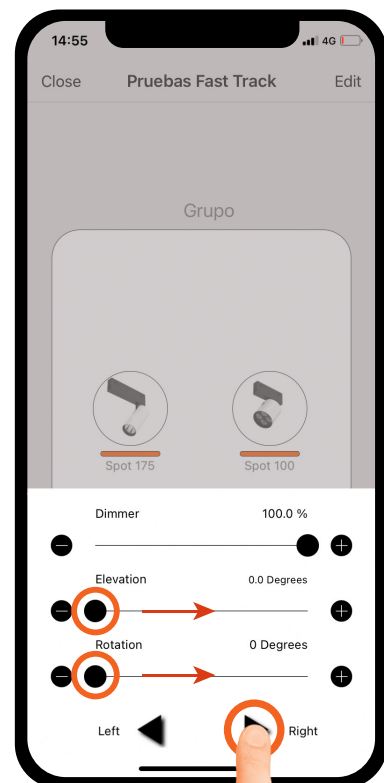 14:55 4G
Close Pruebas Fast Track Edit
Grupo
Spot 175 Spot 100
Dimmer 100.0 %
Elevation 0.0 Degrees
Rotation 0 Degrees
Left Right